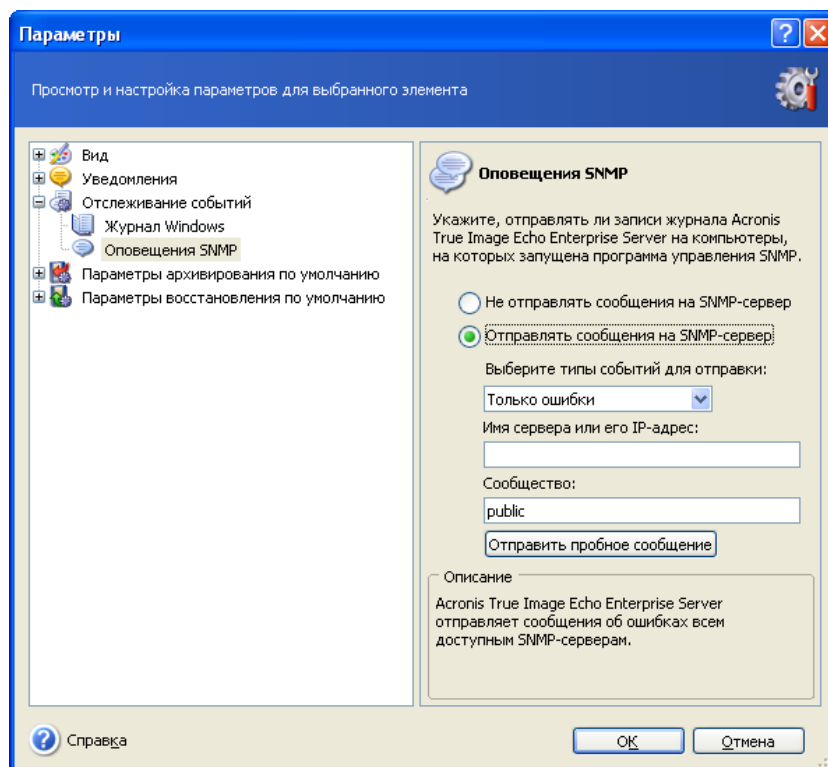 Параметры
Просмотр и настройка параметров для выбранного элемента
Вид
Уведомления
Отслеживание событий
Журнал Windows
Оповещения SNMP
Параметры архивирования по умолчанию
Параметры восстановления по умолчанию
Оповещения SNMP
Укажите, отправлять ли записи журнала Acronis
True Image Echo Enterprise Server на компьютеры,
на которых запущена программа управления SNMP.
Не отправлять сообщения на SNMP-сервер
Отправлять сообщения на SNMP-сервер
Выберите типы событий для отправки:
Только ошибки
Имя сервера или его IP-адрес:
Сообщество:
public
Отправить пробное сообщение
Описание
Acronis True Image Echo Enterprise Server
отправляет сообщения об ошибках всем
доступным SNMP-серверам.
Справка
ОК
Отмена